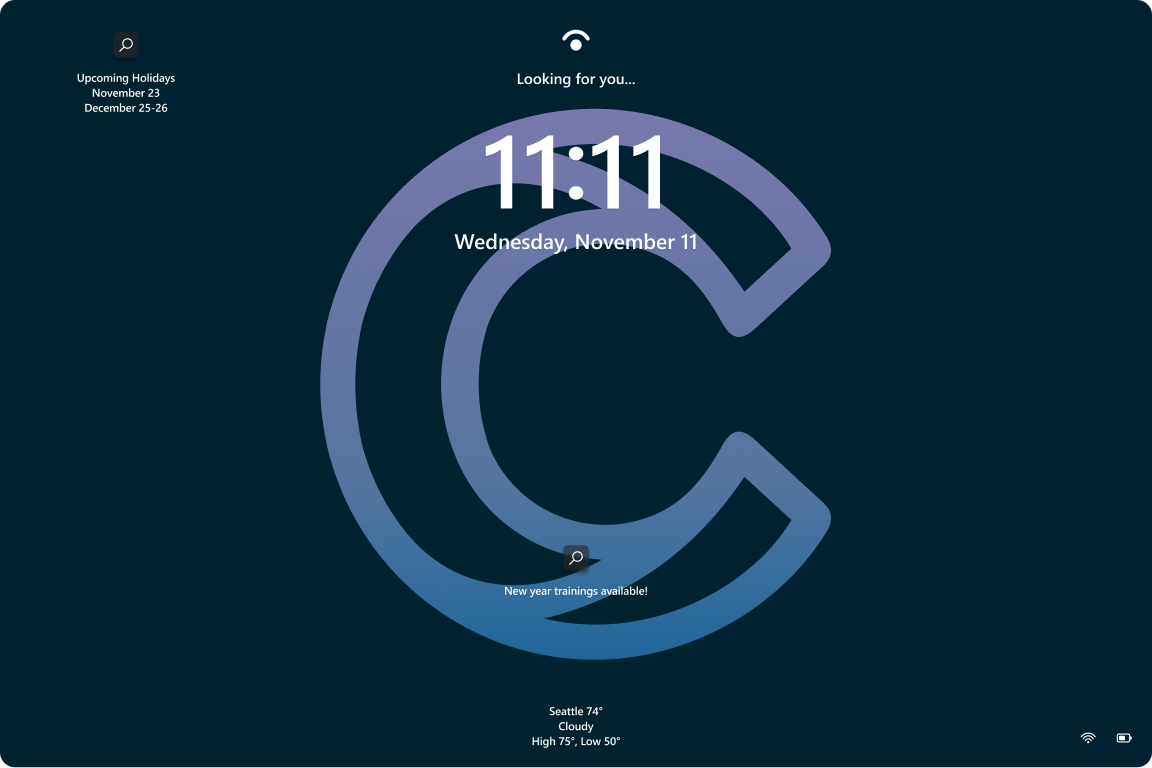 Upcoming Holidays
November 23
December 25-26
Looking for you...
11:11
Wednesday, November 11
New year trainings available!
Seattle 74°
Cloudy
High 75°, Low 50°